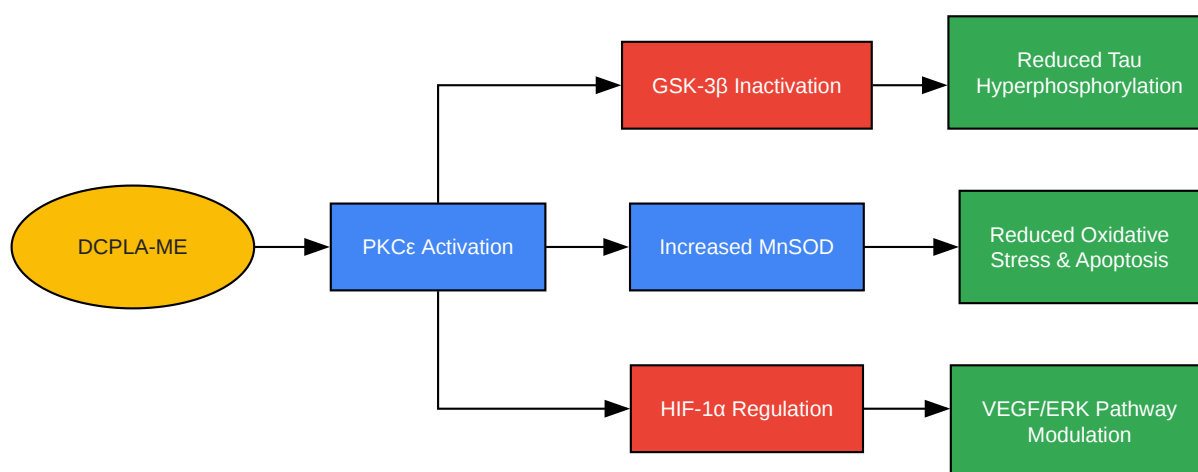 DCPLA-ME
PKCε Activation
GSK-3β Inactivation
Reduced Tau
Hyperphosphorylation
Increased MnSOD
Reduced Oxidative
Stress & Apoptosis
HIF-1α Regulation
VEGF/ERK Pathway
Modulation